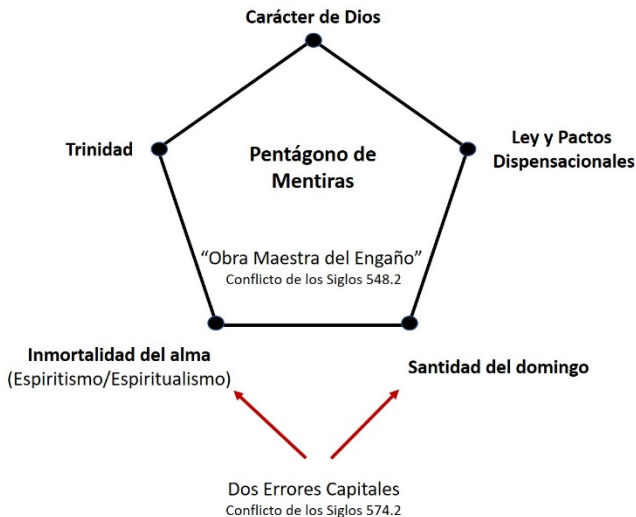 Carácter de Dios
Trinidad
Ley y Pactos
Dispensacionales
Pentágono de
Mentiras
“Obra Maestra del Engaño”
Conflicto de los Siglos 548.2
Inmortalidad del alma
(Espiritismo/Espiritualismo)
Santidad del domingo
Dos Errores Capitales
Conflicto de los Siglos 574.2